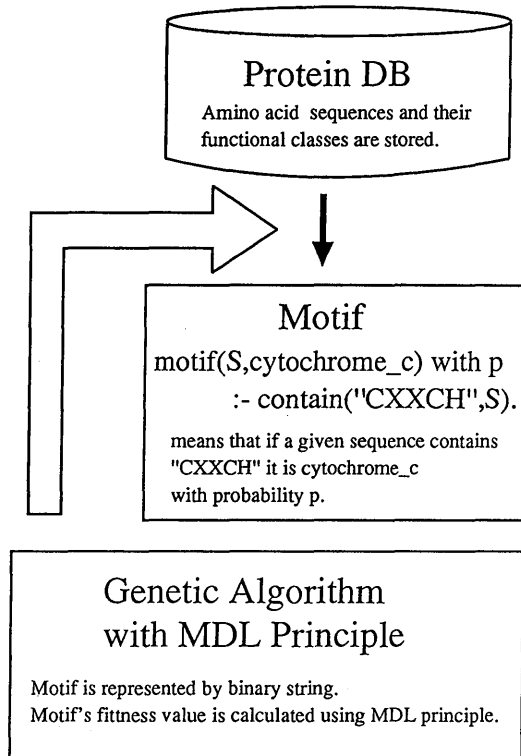 Protein DB
Amino acid sequences and their
functional classes are stored.
Motif
motif(S,cytochrome_c) with p
:- contain("CXXCH",S).
means that if a given sequence contains
"CXXCH" it is cytochrome_c
with probability p.
Genetic Algorithm
with MDL Principle
Motif is represented by binary string.
Motif's fittness value is calculated using MDL principle.